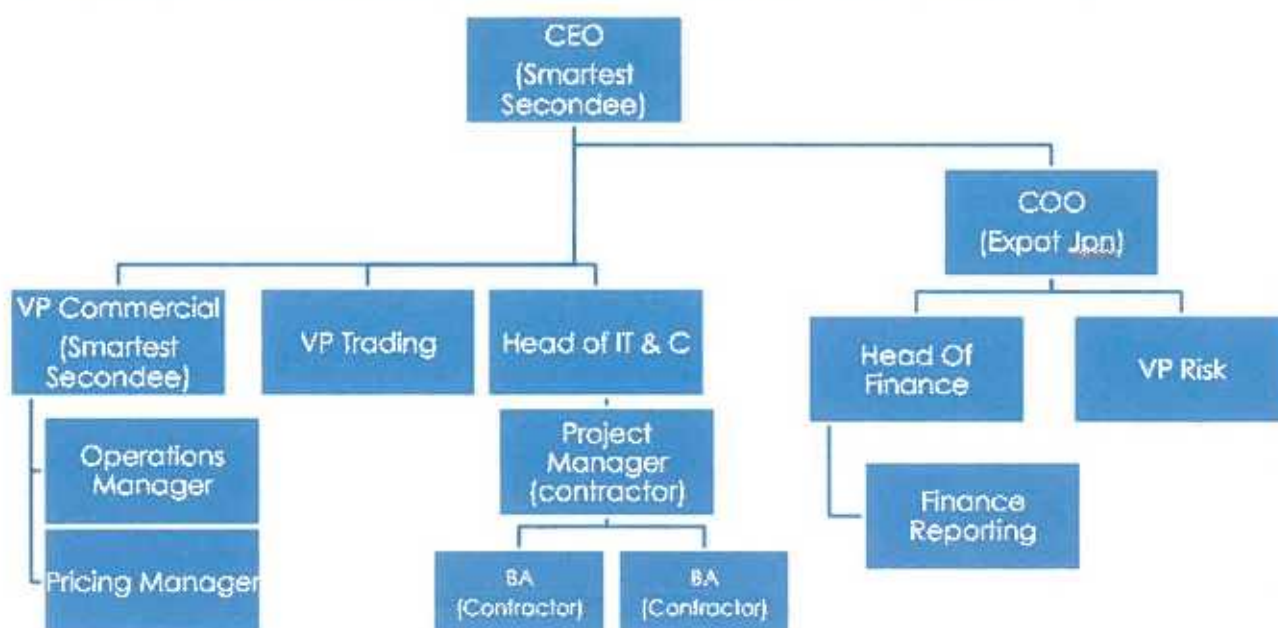 CEO
(Smartest
Secondee)
COO
(Expat Jpn)
VP Commercial
(Smartest
Secondee)
VP Trading
Head of IT & C
Head Of
Finance
VP Risk
Operations
Manager
Project
Manager
(contractor)
Finance
Reporting
Pricing Manager
BA
(Contractor)
BA
(Contractor)